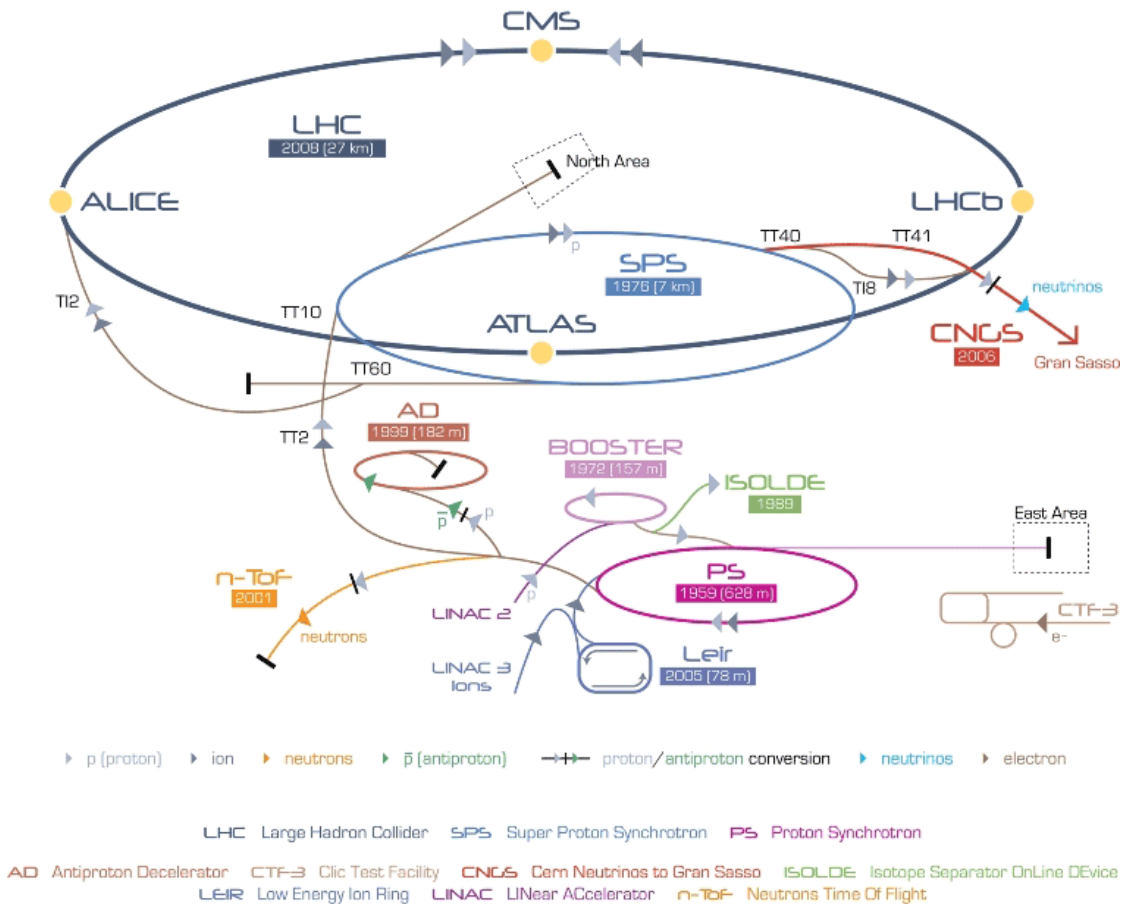 CMS
LHC
2008 (27 km)
North Area
ALICE
LHCb
p
TT40
TT41
SPS
1976 (7 km)
TI2
TI8
TT10
neutrinos
ATLAS
CNGS
2006
Gran Sasso
TT60
AD
1999 (182 m)
TT2
BOOSTER
1972 (157 m)
ISOLDE
1989
p̅
p
East Area
n-ToF
2001
PS
1959 (628 m)
p
LINAC 2
CTF-3
e-
neutrons
LINAC 3
Ions
Leir
2005 (78 m)
p (proton) ion neutrons p̅ (antiproton) proton/antiproton conversion neutrinos electron
LHC Large Hadron Collider SPS Super Proton Synchrotron PS Proton Synchrotron
AD Antiproton Decelerator CTF-3 Clic Test Facility CNGS Cern Neutrinos to Gran Sasso ISOLDE Isotope Separator OnLine DEvice
LEIR Low Energy Ion Ring LINAC LINear ACcelerator n-ToF Neutrons Time Of Flight